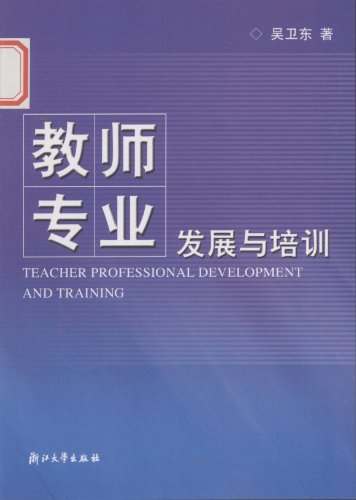 ◇ 吴卫东 著
教师
专业
发展与培训
TEACHER PROFESSIONAL DEVELOPMENT
AND TRAINING
浙江大学出版社